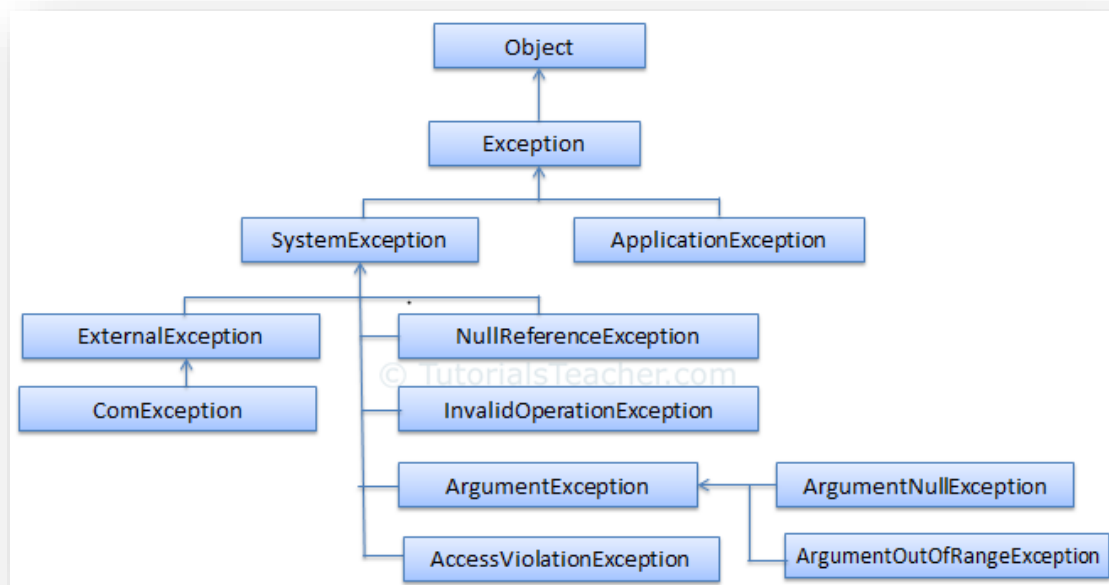 Object
Exception
SystemException
ApplicationException
ExternalException
NullReferenceException
© TutorialsTeacher.com
ComException
InvalidOperationException
ArgumentException
ArgumentNullException
AccessViolationException
ArgumentOutOfRangeException